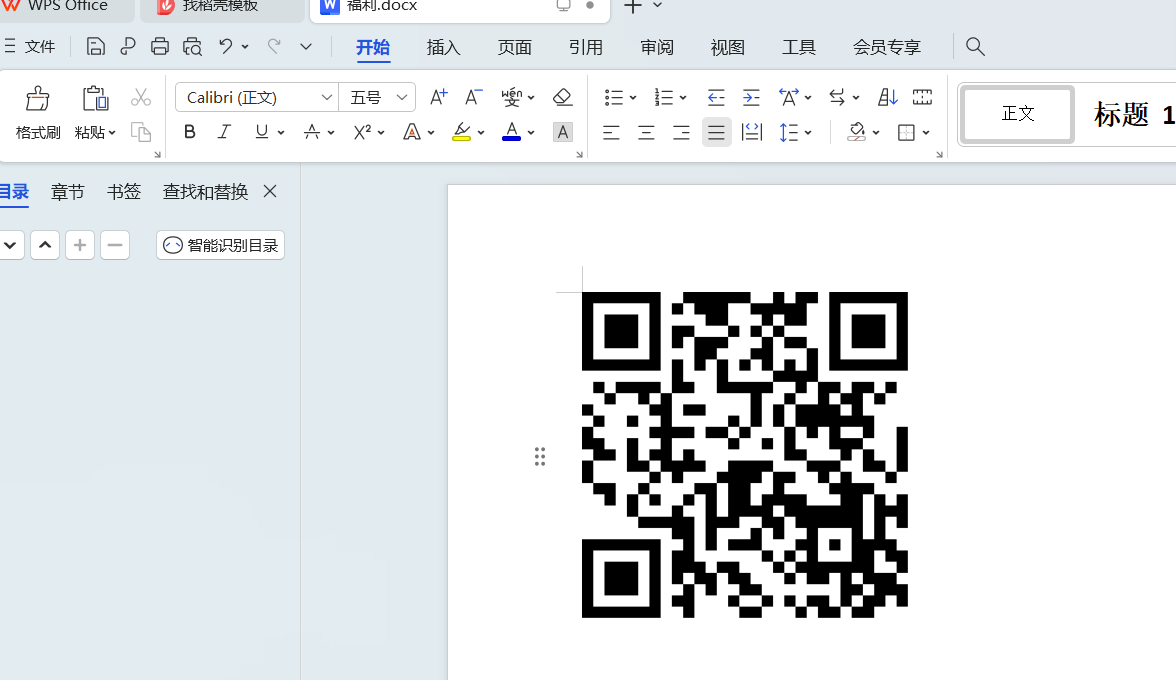 WPS Office 找稻壳模板 福利.docx
文件 开始 插入 页面 引用 审阅 视图 工具 会员专享
Calibri (正文) 五号 A+ A- wén
格式刷 粘贴 B I U A X² A A A 正文 标题 1
目录 章节 书签 查找和替换
智能识别目录